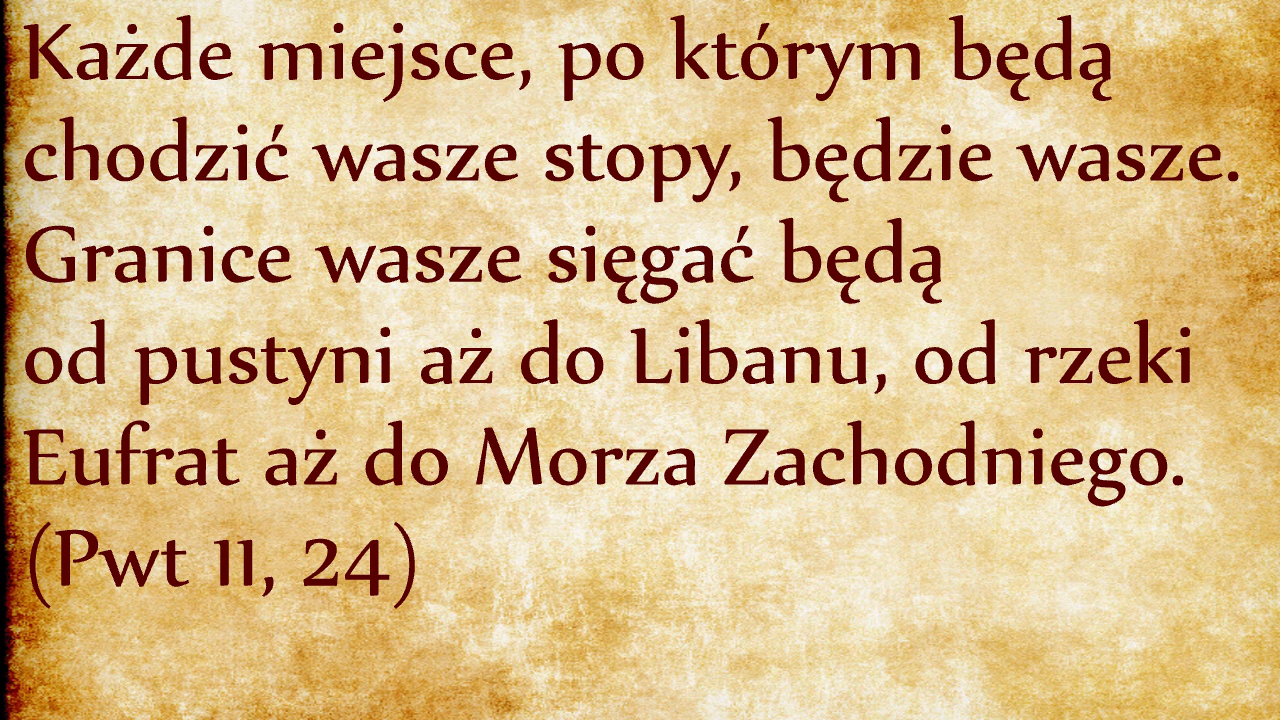 Każde miejsce, po którym będą
chodzić wasze stopy, będzie wasze.
Granice wasze sięgać będą
od pustyni aż do Libanu, od rzeki
Eufrat aż do Morza Zachodniego.
(Pwt 11, 24)